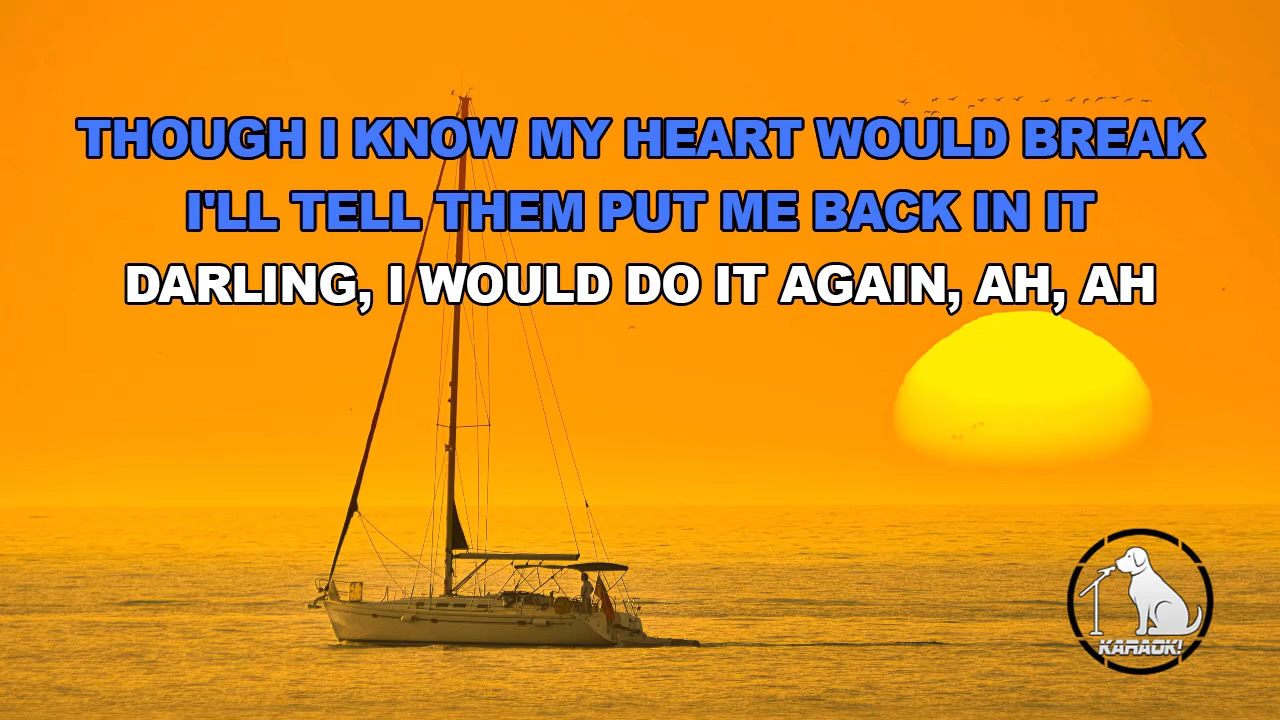 THOUGH I KNOW MY HEART WOULD BREAK
I'LL TELL THEM PUT ME BACK IN IT
DARLING, I WOULD DO IT AGAIN, AH, AH
KARAOK!